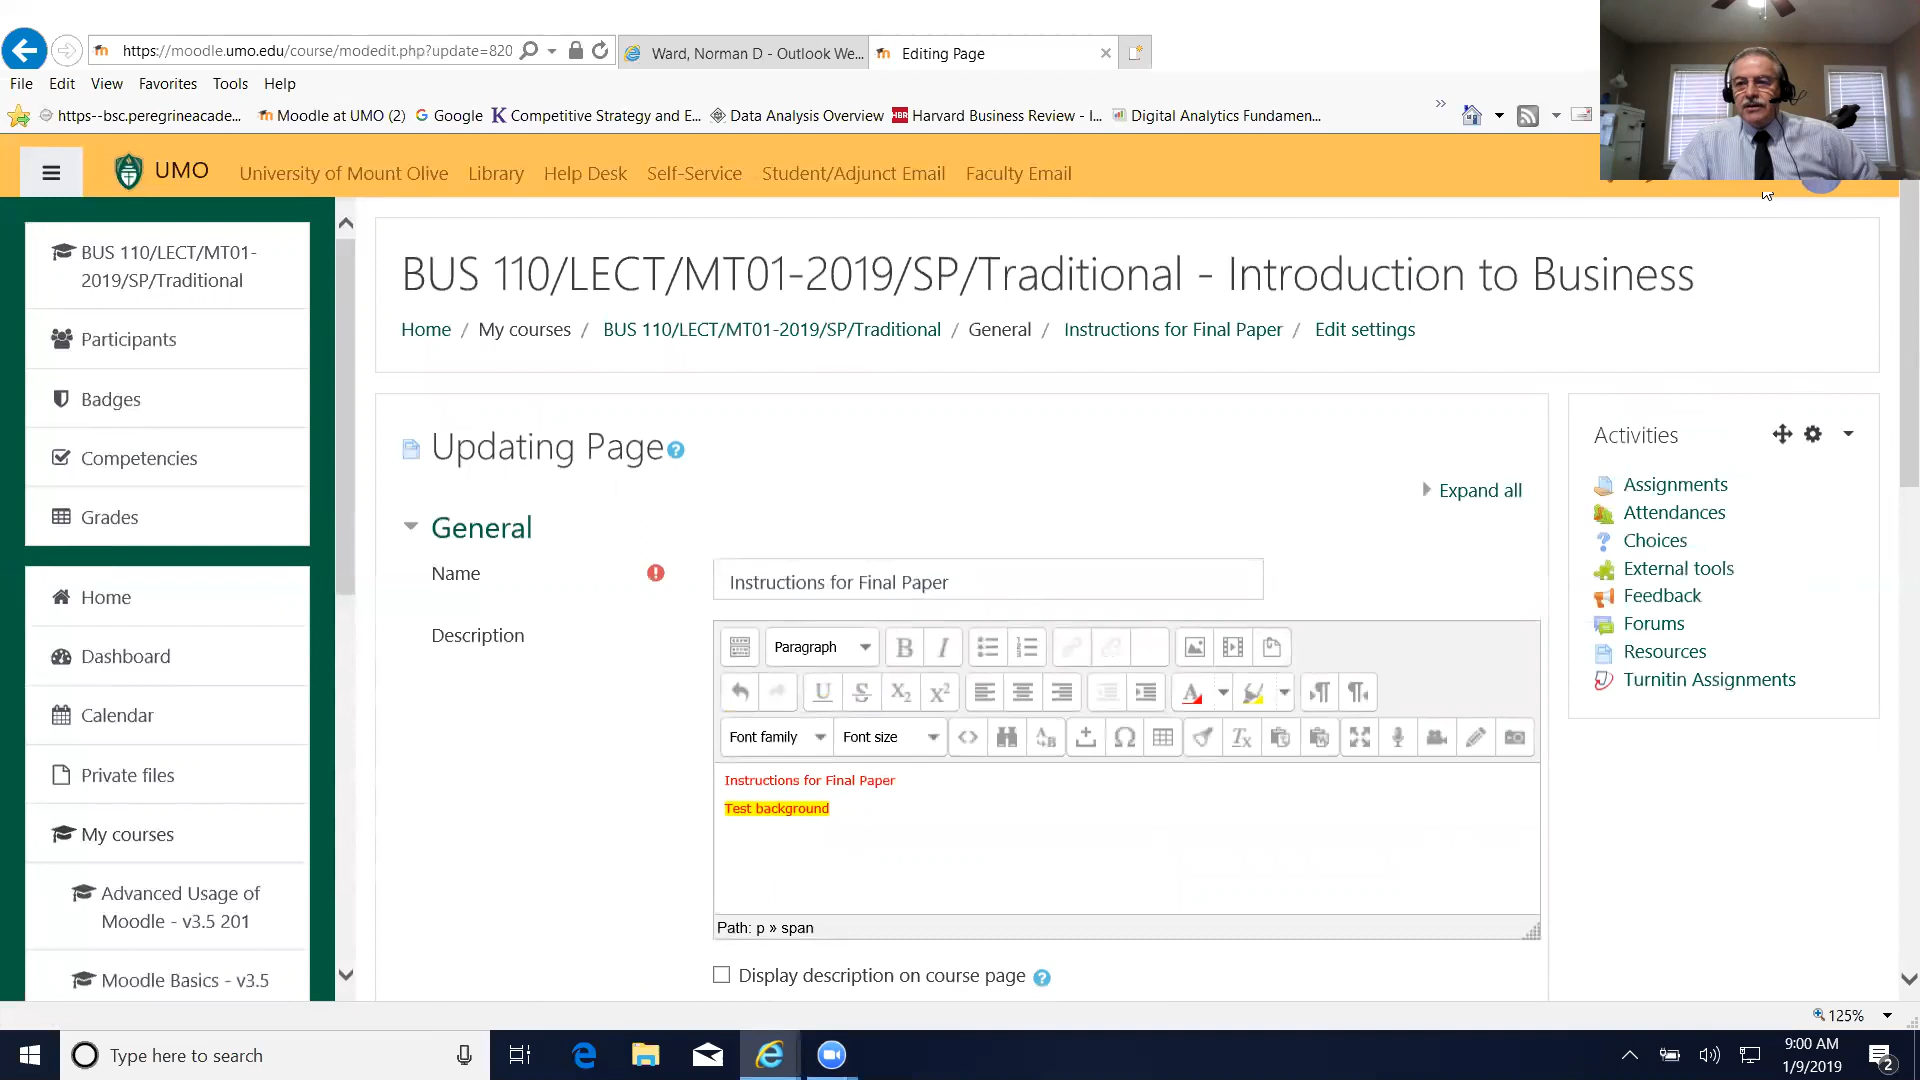 https://moodle.umo.edu/course/modedit.php?update=820
Ward, Norman D - Outlook We...
Editing Page
File Edit View Favorites Tools Help
https--bsc.peregrineacade...
Moodle at UMO (2)
Google
Competitive Strategy and E...
Data Analysis Overview
HBR
Harvard Business Review - I...
Digital Analytics Fundamen...
UMO
University of Mount Olive Library Help Desk Self-Service Student/Adjunct Email Faculty Email
BUS 110/LECT/MT01-
2019/SP/Traditional
Participants
Badges
Competencies
Grades
Home
Dashboard
Calendar
Private files
My courses
Advanced Usage of
Moodle - v3.5 201
Moodle Basics - v3.5
BUS 110/LECT/MT01-2019/SP/Traditional - Introduction to Business
Home / My courses / BUS 110/LECT/MT01-2019/SP/Traditional / General / Instructions for Final Paper / Edit settings
Updating Page
Expand all
General
Name
Instructions for Final Paper
Description
Paragraph
Font family
Font size
Instructions for Final Paper
Test background
Path: p » span
Display description on course page
Activities
Assignments
Attendances
Choices
External tools
Feedback
Forums
Resources
Turnitin Assignments
125%
Type here to search
9:00 AM
1/9/2019
2